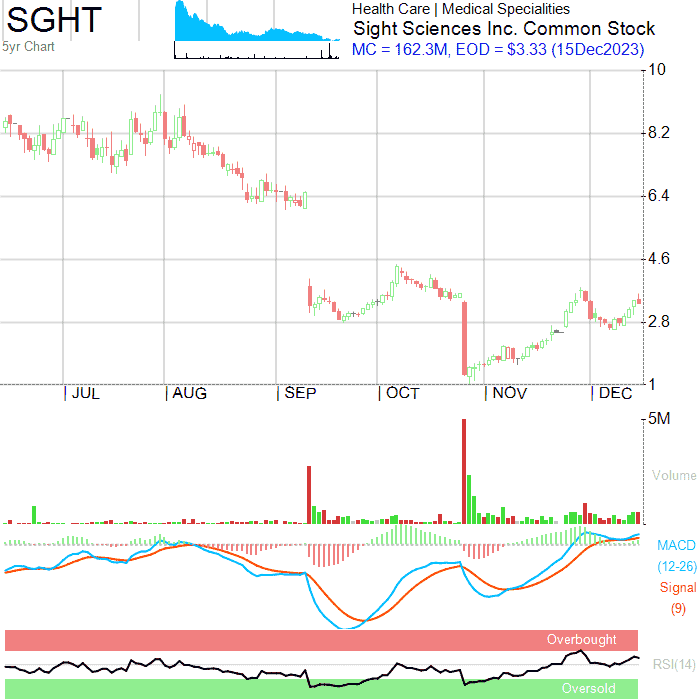 SGHT
5yr Chart
Health Care | Medical Specialities
Sight Sciences Inc. Common Stock
MC = 162.3M, EOD = $3.33 (15Dec2023)
10
8.2
6.4
4.6
2.8
1
| JUL | AUG | SEP | OCT | NOV | DEC
5M
Volume
MACD
(12-26)
Signal
(9)
Overbought
RSI(14)
Oversold